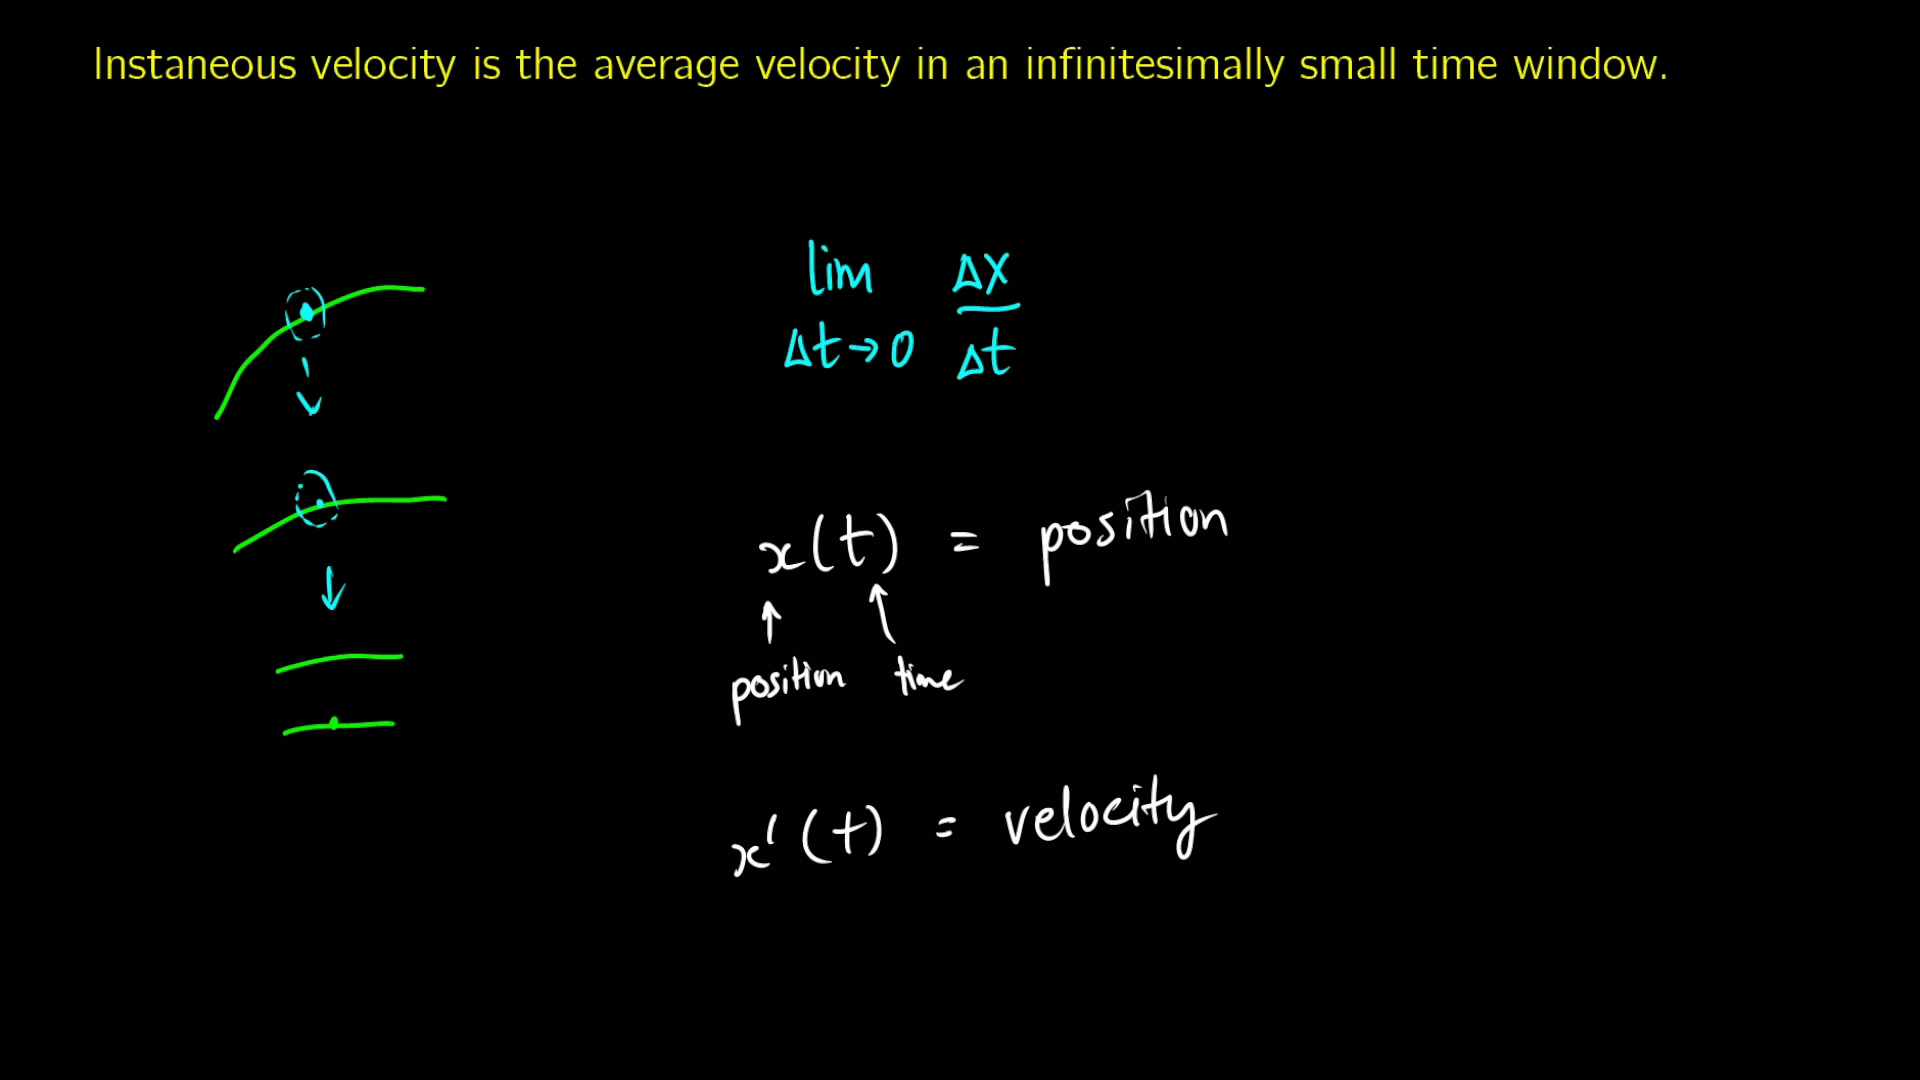 Instaneous velocity is the average velocity in an infinitesimally small time window.
lim Δx
Δt→0 Δt
x(t) = position
position time
x'(t) = velocity